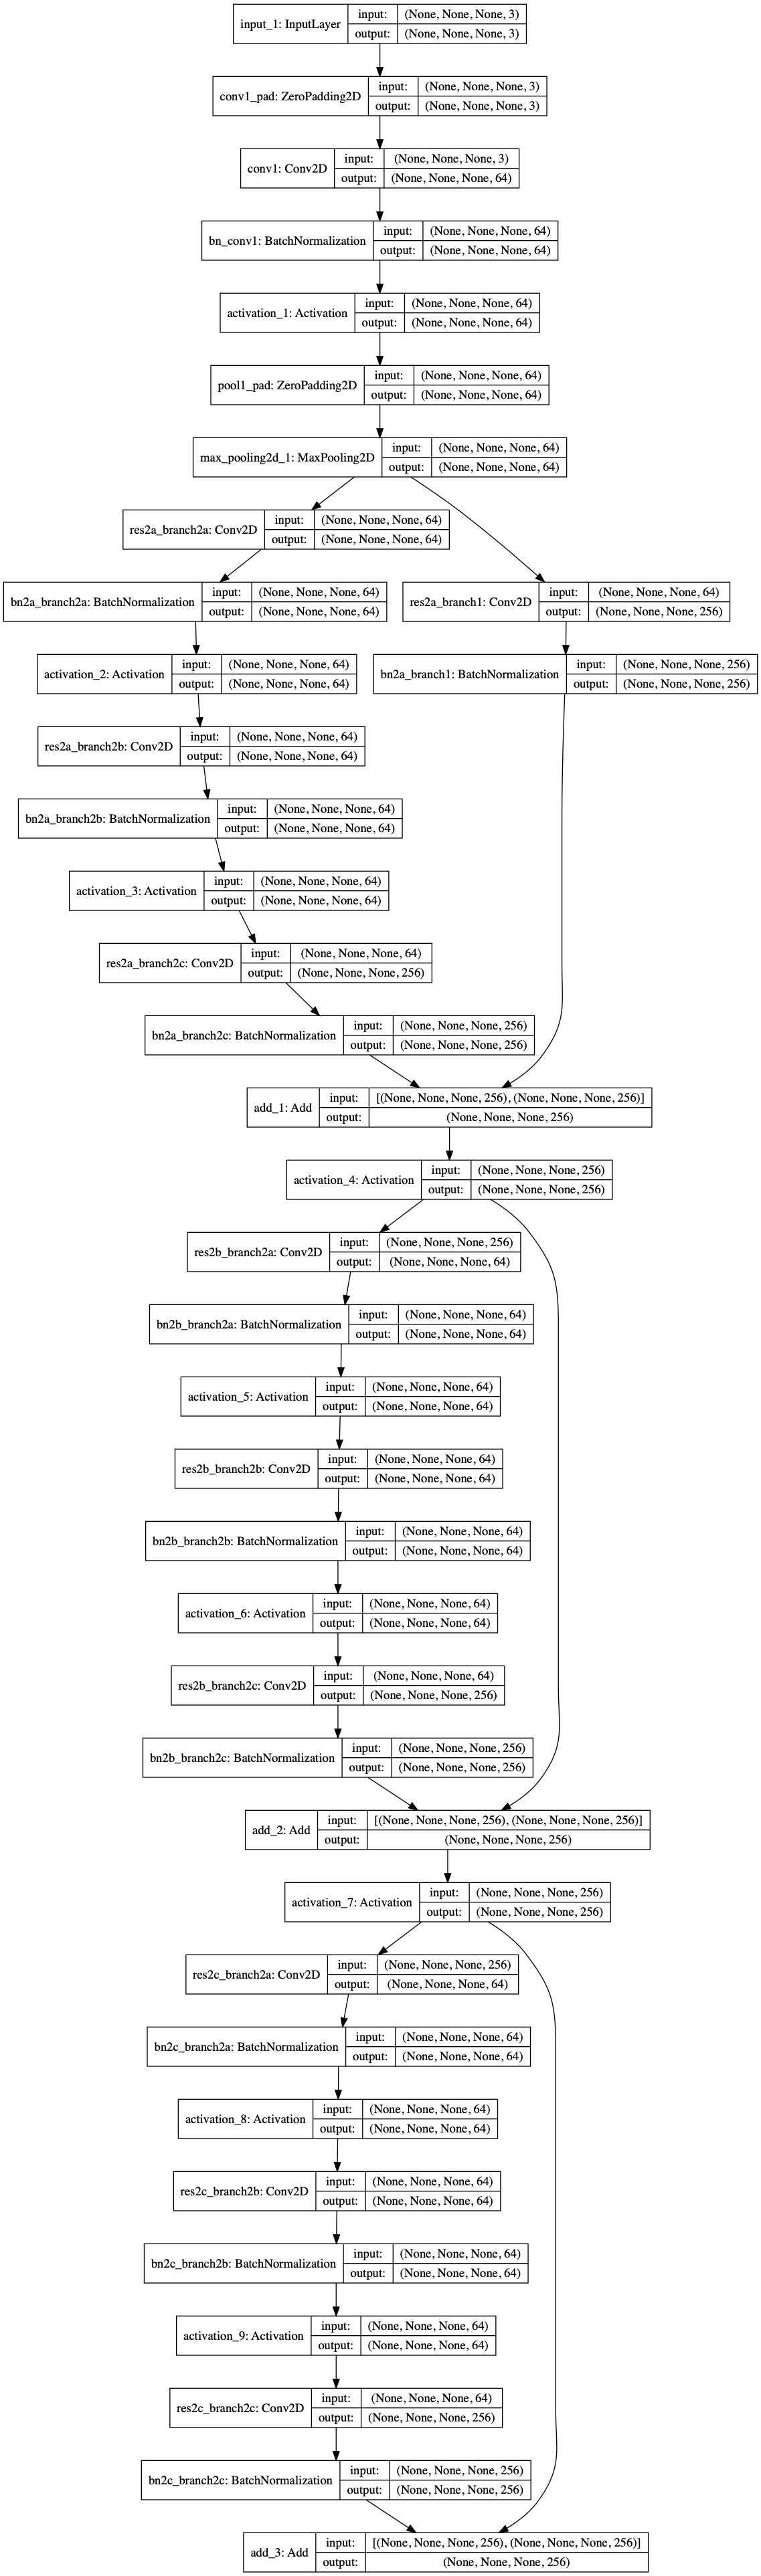 input_1: InputLayer
input: (None, None, None, 3)
output: (None, None, None, 3)
conv1_pad: ZeroPadding2D
input: (None, None, None, 3)
output: (None, None, None, 3)
conv1: Conv2D
input: (None, None, None, 3)
output: (None, None, None, 64)
bn_conv1: BatchNormalization
input: (None, None, None, 64)
output: (None, None, None, 64)
activation_1: Activation
input: (None, None, None, 64)
output: (None, None, None, 64)
pool1_pad: ZeroPadding2D
input: (None, None, None, 64)
output: (None, None, None, 64)
max_pooling2d_1: MaxPooling2D
input: (None, None, None, 64)
output: (None, None, None, 64)
res2a_branch2a: Conv2D
input: (None, None, None, 64)
output: (None, None, None, 64)
bn2a_branch2a: BatchNormalization
input: (None, None, None, 64)
output: (None, None, None, 64)
res2a_branch1: Conv2D
input: (None, None, None, 64)
output: (None, None, None, 256)
activation_2: Activation
input: (None, None, None, 64)
output: (None, None, None, 64)
bn2a_branch1: BatchNormalization
input: (None, None, None, 256)
output: (None, None, None, 256)
res2a_branch2b: Conv2D
input: (None, None, None, 64)
output: (None, None, None, 64)
bn2a_branch2b: BatchNormalization
input: (None, None, None, 64)
output: (None, None, None, 64)
activation_3: Activation
input: (None, None, None, 64)
output: (None, None, None, 64)
res2a_branch2c: Conv2D
input: (None, None, None, 64)
output: (None, None, None, 256)
bn2a_branch2c: BatchNormalization
input: (None, None, None, 256)
output: (None, None, None, 256)
add_1: Add
input: [(None, None, None, 256), (None, None, None, 256)]
output: (None, None, None, 256)
activation_4: Activation
input: (None, None, None, 256)
output: (None, None, None, 256)
res2b_branch2a: Conv2D
input: (None, None, None, 256)
output: (None, None, None, 64)
bn2b_branch2a: BatchNormalization
input: (None, None, None, 64)
output: (None, None, None, 64)
activation_5: Activation
input: (None, None, None, 64)
output: (None, None, None, 64)
res2b_branch2b: Conv2D
input: (None, None, None, 64)
output: (None, None, None, 64)
bn2b_branch2b: BatchNormalization
input: (None, None, None, 64)
output: (None, None, None, 64)
activation_6: Activation
input: (None, None, None, 64)
output: (None, None, None, 64)
res2b_branch2c: Conv2D
input: (None, None, None, 64)
output: (None, None, None, 256)
bn2b_branch2c: BatchNormalization
input: (None, None, None, 256)
output: (None, None, None, 256)
add_2: Add
input: [(None, None, None, 256), (None, None, None, 256)]
output: (None, None, None, 256)
activation_7: Activation
input: (None, None, None, 256)
output: (None, None, None, 256)
res2c_branch2a: Conv2D
input: (None, None, None, 256)
output: (None, None, None, 64)
bn2c_branch2a: BatchNormalization
input: (None, None, None, 64)
output: (None, None, None, 64)
activation_8: Activation
input: (None, None, None, 64)
output: (None, None, None, 64)
res2c_branch2b: Conv2D
input: (None, None, None, 64)
output: (None, None, None, 64)
bn2c_branch2b: BatchNormalization
input: (None, None, None, 64)
output: (None, None, None, 64)
activation_9: Activation
input: (None, None, None, 64)
output: (None, None, None, 64)
res2c_branch2c: Conv2D
input: (None, None, None, 64)
output: (None, None, None, 256)
bn2c_branch2c: BatchNormalization
input: (None, None, None, 256)
output: (None, None, None, 256)
add_3: Add
input: [(None, None, None, 256), (None, None, None, 256)]
output: (None, None, None, 256)